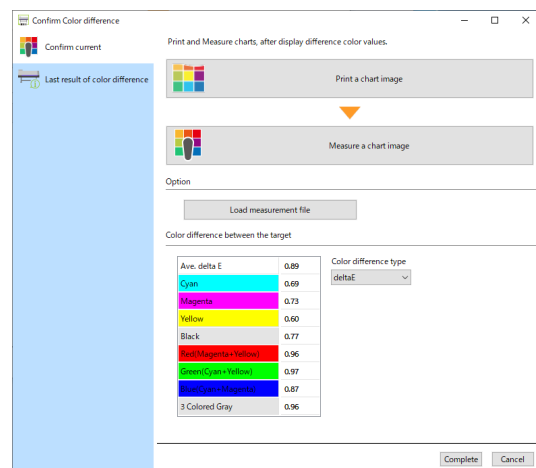 Confirm Color difference
Confirm current
Last result of color difference
Print and Measure charts, after display difference color values.
Print a chart image
Measure a chart image
Option
Load measurement file
Color difference between the target
Ave. delta E 0.89
Cyan 0.69
Magenta 0.73
Yellow 0.60
Black 0.77
Red(Magenta+Yellow) 0.96
Green(Cyan+Yellow) 0.97
Blue(Cyan+Magenta) 0.87
3 Colored Gray 0.96
Color difference type
deltaE
Complete Cancel